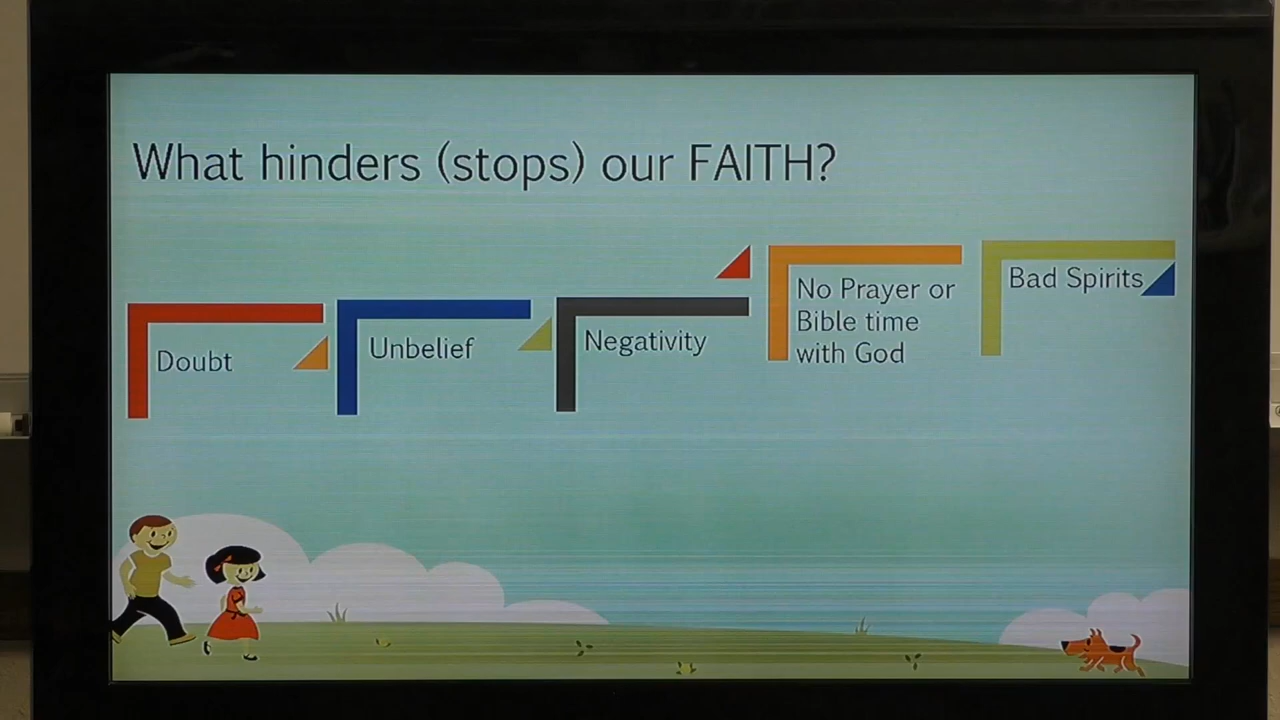 What hinders (stops) our FAITH?
Doubt
Unbelief
Negativity
No Prayer or
Bible time
with God
Bad Spirits